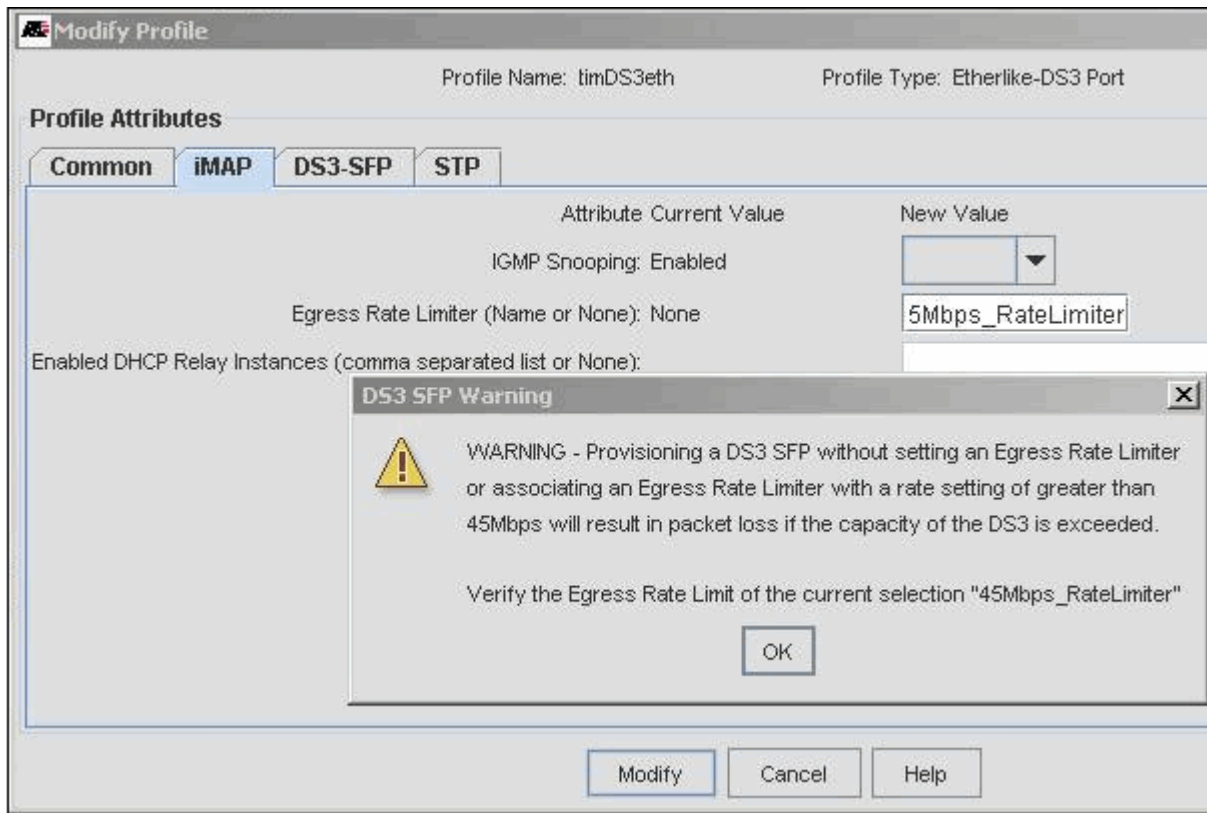 Modify Profile
Profile Name: timDS3eth Profile Type: Etherlike-DS3 Port
Profile Attributes
Common iMAP DS3-SFP STP
Attribute Current Value New Value
IGMP Snooping: Enabled
Egress Rate Limiter (Name or None): None 5Mbps_RateLimiter
Enabled DHCP Relay Instances (comma separated list or None):
DS3 SFP Warning
WARNING - Provisioning a DS3 SFP without setting an Egress Rate Limiter
or associating an Egress Rate Limiter with a rate setting of greater than
45Mbps will result in packet loss if the capacity of the DS3 is exceeded.
Verify the Egress Rate Limit of the current selection "45Mbps_RateLimiter"
OK
Modify Cancel Help